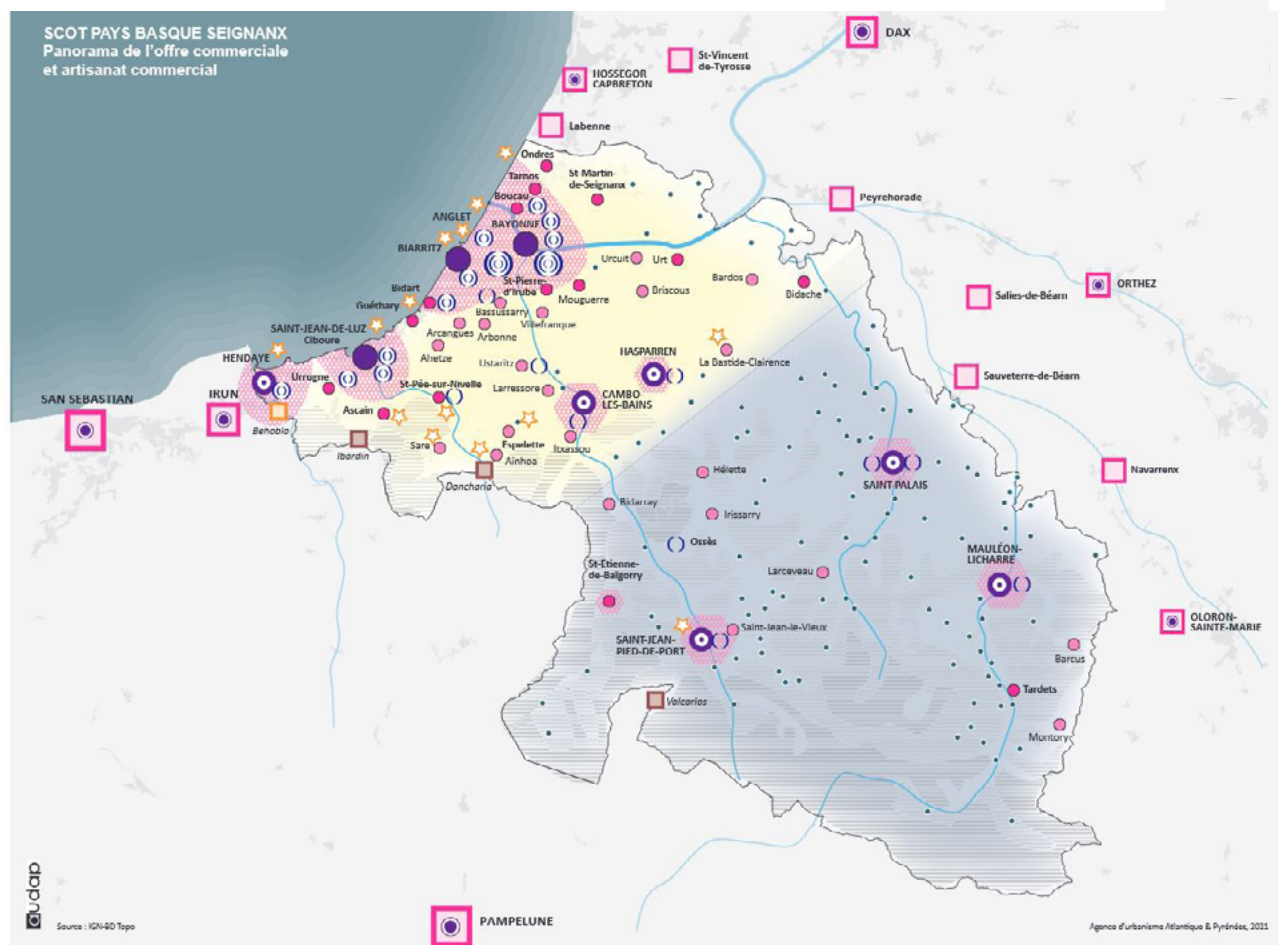 SCOT PAYS BASQUE SEIGNANX
Panorama de l'offre commerciale
et artisanat commercial
DAX
St-Vincent
de-Tyrosse
HOSSEGOR
CAPBRETON
Labenne
Ondres
Tarnos
St-Martin
de-Seignanx
Boucau
Peyrehorade
ANGLET
BAYONNE
BIARRITZ
Urcuit
Urt
Bardos
Bidache
St-Pierre-
d'Irube
Mouguerre
Briscous
Salies-de-Béarn
ORTHEZ
Bidart
Guéthary
Bassussarry
Villefranque
Arcangues
Arbonne
Ahetze
SAINT-JEAN-DE-LUZ
Ciboure
HENDAYE
Urrugne
HASPARREN
La Bastide-Clairence
Ustaritz
St-Pée-sur-Nivelle
Larressore
CAMBO
LES-BAINS
Sauveterre-de-Béarn
SAN SEBASTIAN
IRUN
Behobia
Ascain
Ibardin
Sare
Espelette
Itxassou
Ainhoa
Dancharia
SAINT-PALAIS
Navarrenx
Hélette
Bidarray
Irissarry
Ossès
MAULÉON-
LICHARRE
St-Etienne
de-Baïgorry
Larceveau
OLORON-
SAINTE-MARIE
SAINT-JEAN-
PIED-DE-PORT
Saint-Jean-le-Vieux
Barcus
Tardets
Valcarlos
Montory
PAMPELUNE
audap
Source : IGN-BD Topo
Agence d'urbanisme Atlantique & Pyrénées, 2021